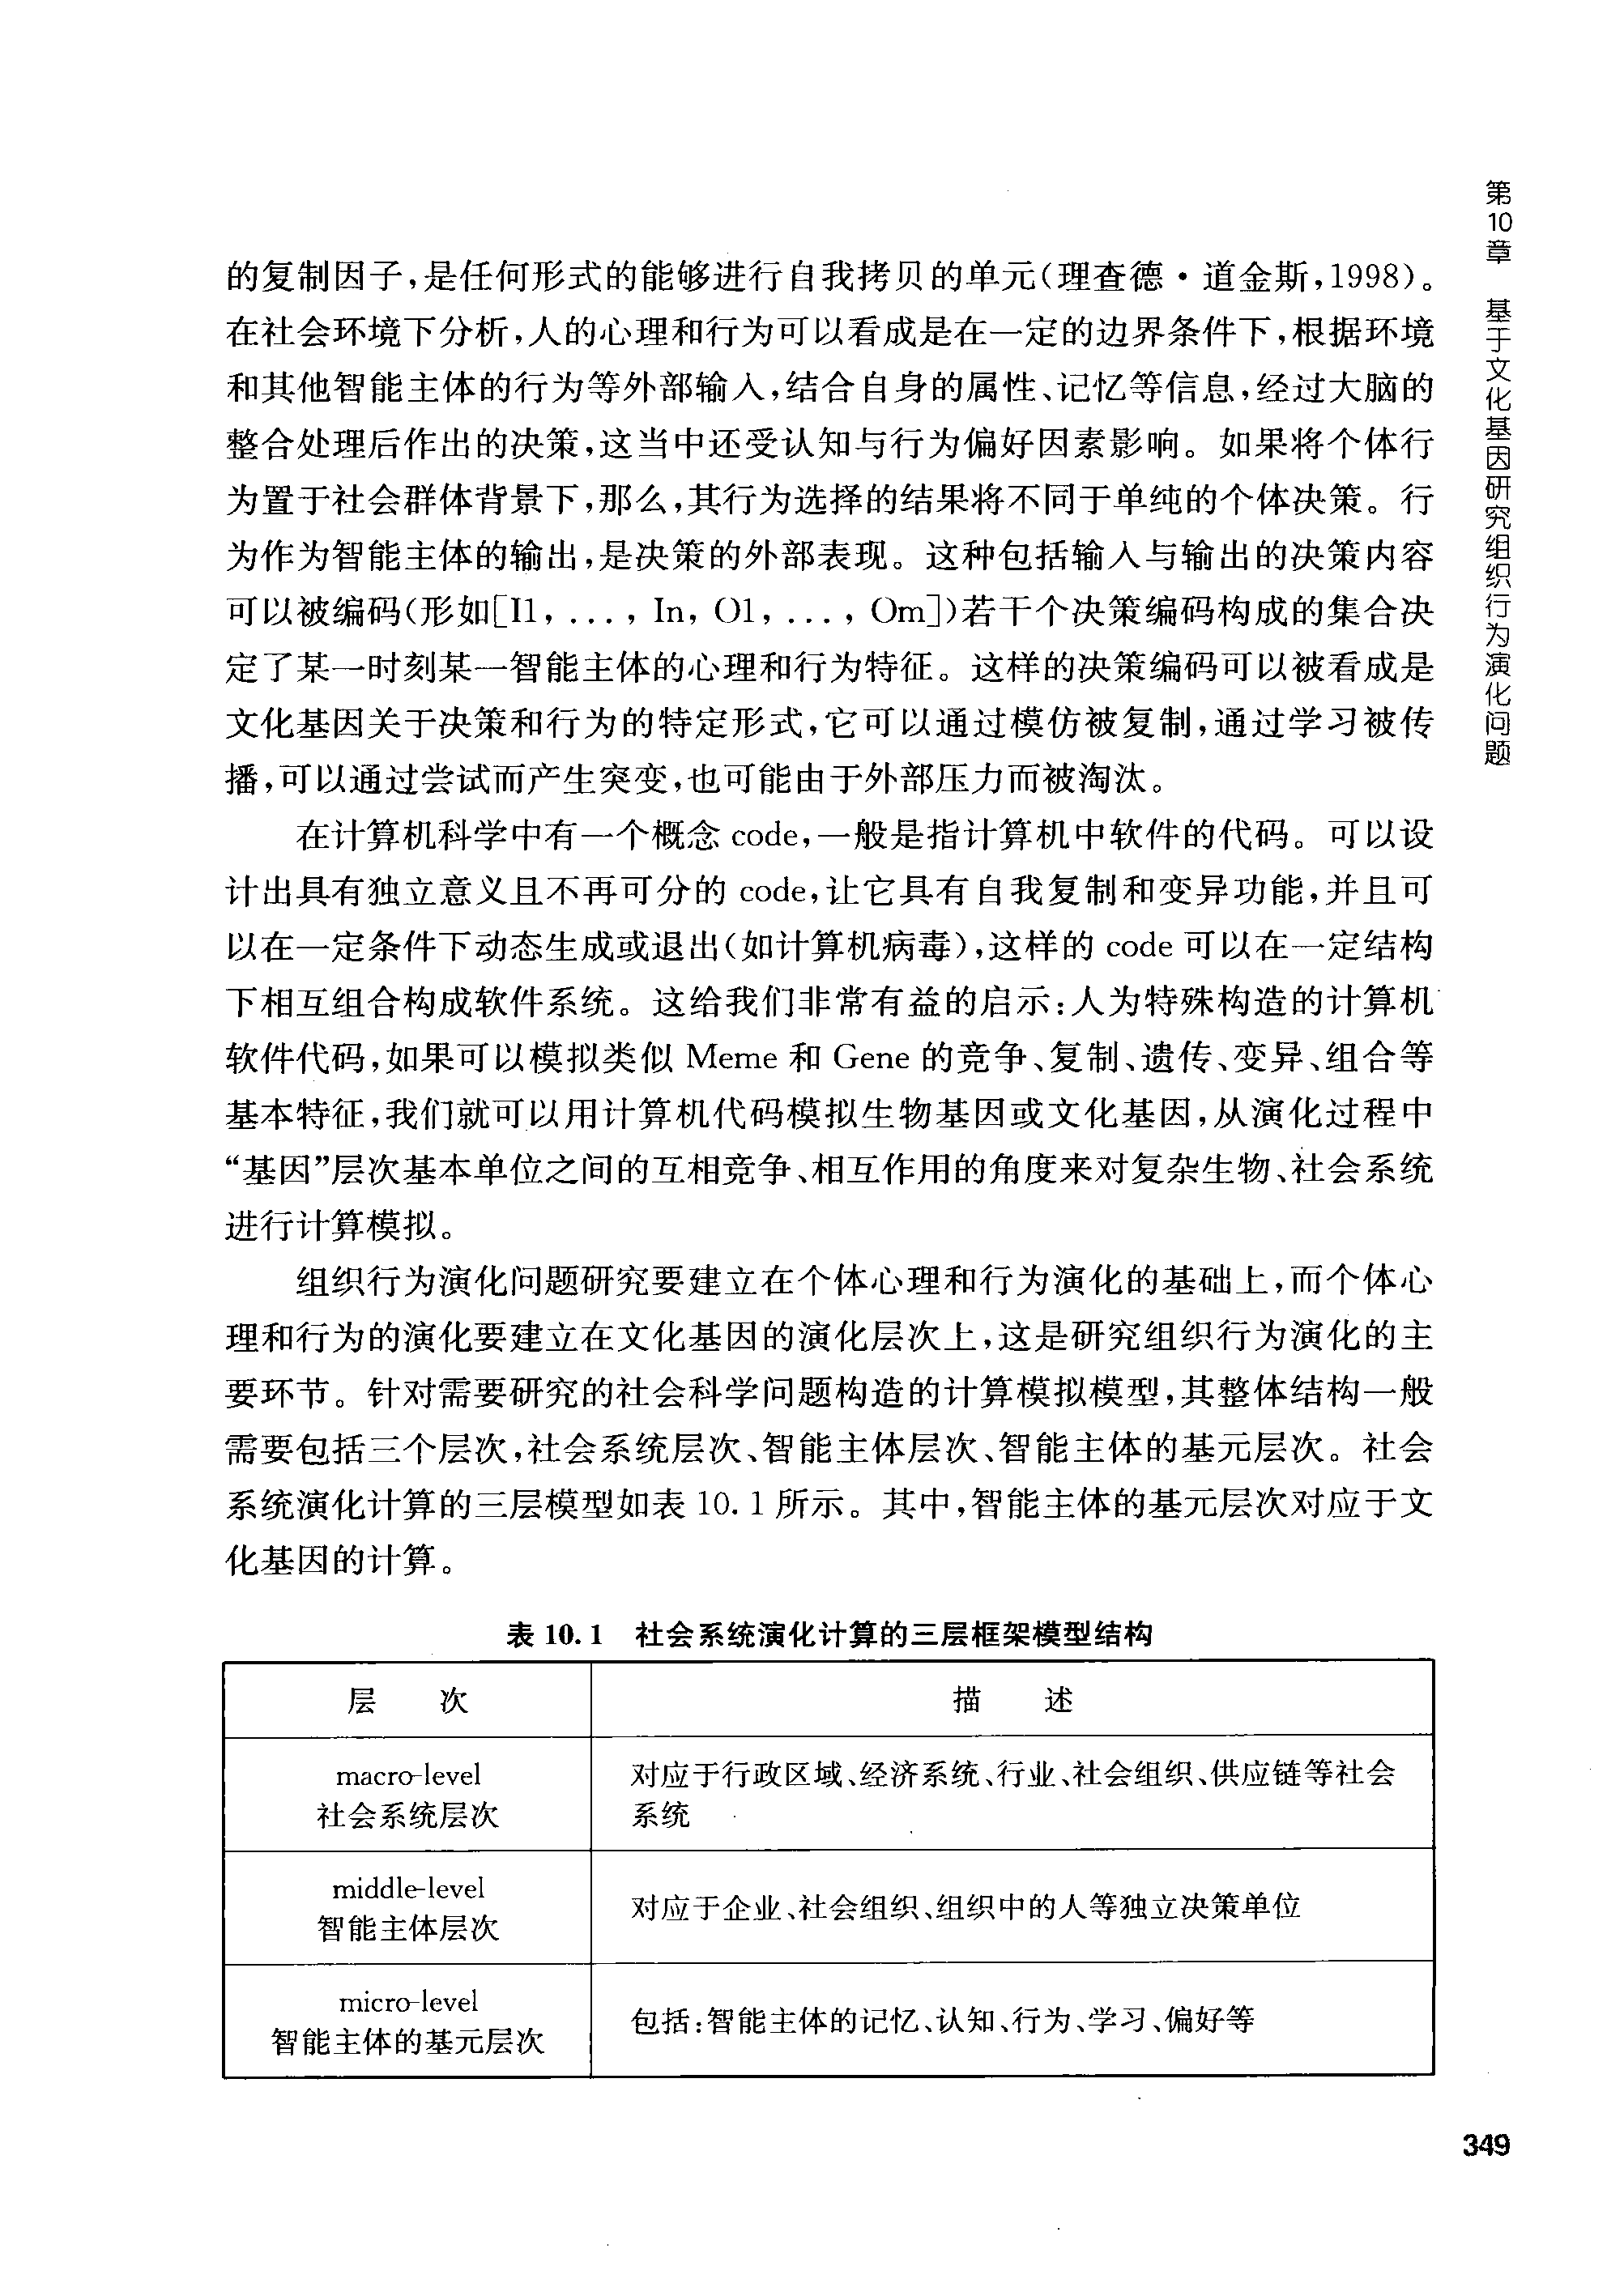 第10章 基于文化基因研究组织行为演化问题
的复制因子,是任何形式的能够进行自我拷贝的单元(理查德·道金斯,1998)。
在社会环境下分析,人的心理和行为可以看成是在一定的边界条件下,根据环境
和其他智能主体的行为等外部输入,结合自身的属性、记忆等信息,经过大脑的
整合处理后作出的决策,这当中还受认知与行为偏好因素影响。如果将个体行
为置于社会群体背景下,那么,其行为选择的结果将不同于单纯的个体决策。行
为作为智能主体的输出,是决策的外部表现。这种包括输入与输出的决策内容
可以被编码(形如[I1, ..., In, O1, ..., Om])若干个决策编码构成的集合决
定了某一时刻某一智能主体的心理和行为特征。这样的决策编码可以被看成是
文化基因关于决策和行为的特定形式,它可以通过模仿被复制,通过学习被传
播,可以通过尝试而产生突变,也可能由于外部压力而被淘汰。
在计算机科学中有一个概念 code,一般是指计算机中软件的代码。可以设
计出具有独立意义且不再可分的 code,让它具有自我复制和变异功能,并且可
以在一定条件下动态生成或退出(如计算机病毒),这样的 code 可以在一定结构
下相互组合构成软件系统。这给我们非常有益的启示:人为特殊构造的计算机
软件代码,如果可以模拟类似 Meme 和 Gene 的竞争、复制、遗传、变异、组合等
基本特征,我们就可以用计算机代码模拟生物基因或文化基因,从演化过程中
“基因”层次基本单位之间的互相竞争、相互作用的角度来对复杂生物、社会系统
进行计算模拟。
组织行为演化问题研究要建立在个体心理和行为演化的基础上,而个体心
理和行为的演化要建立在文化基因的演化层次上,这是研究组织行为演化的主
要环节。针对需要研究的社会科学问题构造的计算模拟模型,其整体结构一般
需要包括三个层次,社会系统层次、智能主体层次、智能主体的基元层次。社会
系统演化计算的三层模型如表 10.1 所示。其中,智能主体的基元层次对应于文
化基因的计算。
表 10.1 社会系统演化计算的三层框架模型结构
层 次
描 述
macro-level
社会系统层次
对应于行政区域、经济系统、行业、社会组织、供应链等社会
系统
middle-level
智能主体层次
对应于企业、社会组织、组织中的人等独立决策单位
micro-level
智能主体的基元层次
包括:智能主体的记忆、认知、行为、学习、偏好等
349